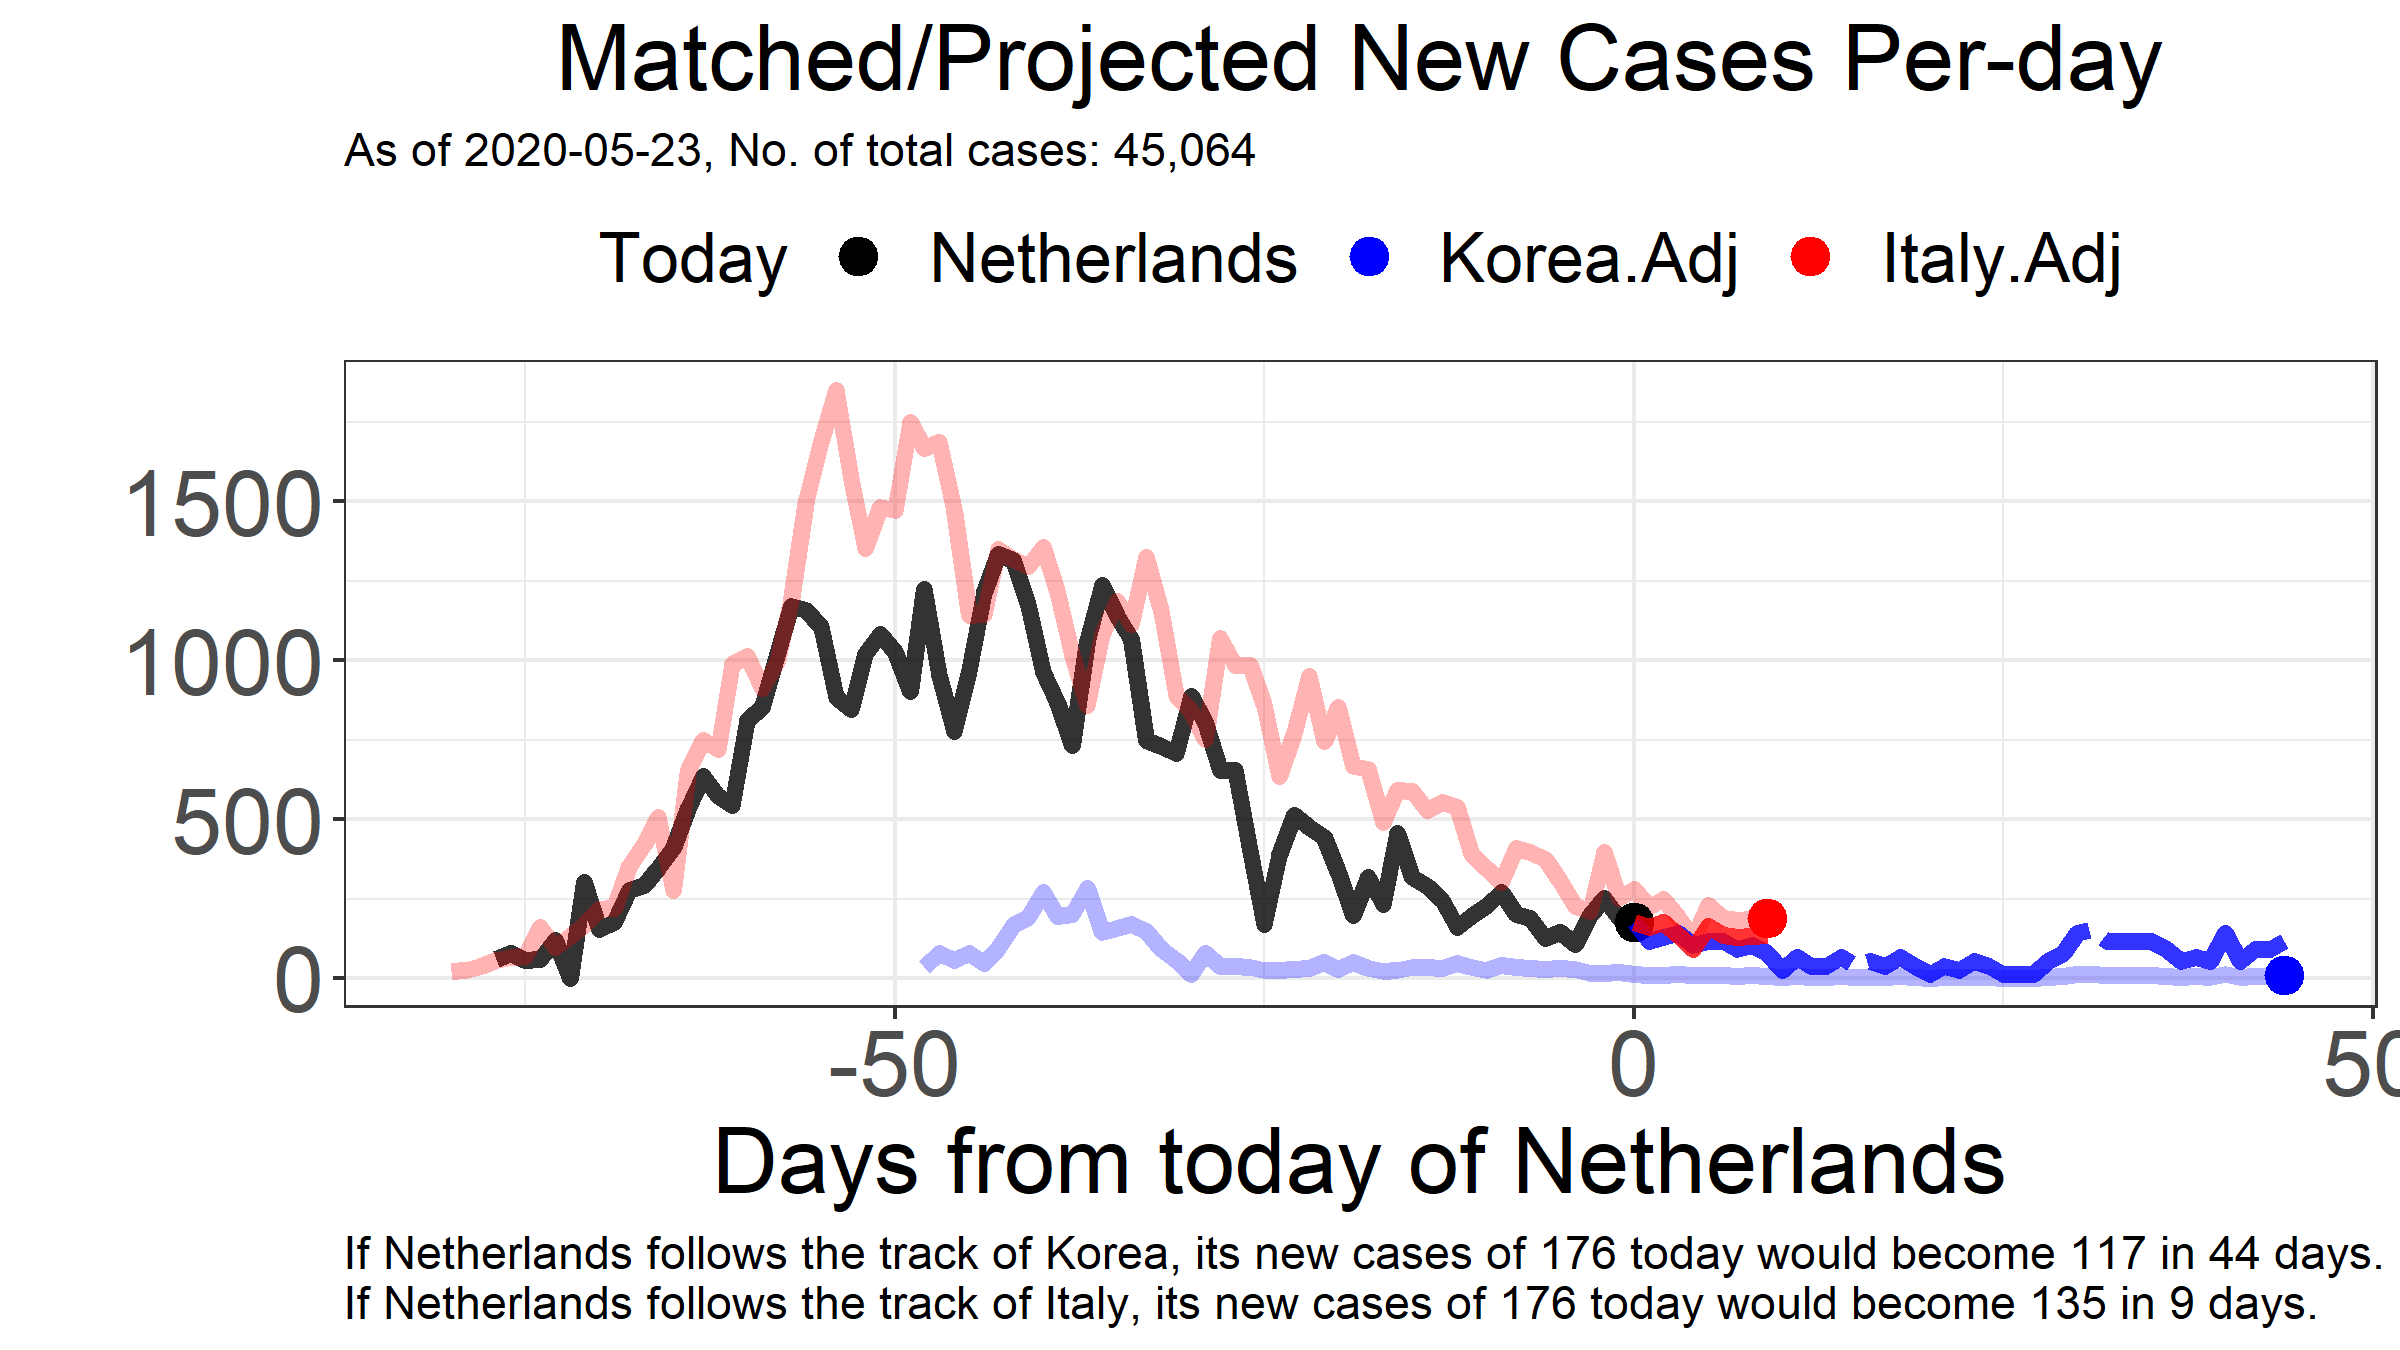 Matched/Projected New Cases Per-day
As of 2020-05-23, No. of total cases: 45,064
Today Netherlands Korea.Adj Italy.Adj
1500
1000
500
0
-50 0 50
Days from today of Netherlands
If Netherlands follows the track of Korea, its new cases of 176 today would become 117 in 44 days.
If Netherlands follows the track of Italy, its new cases of 176 today would become 135 in 9 days.